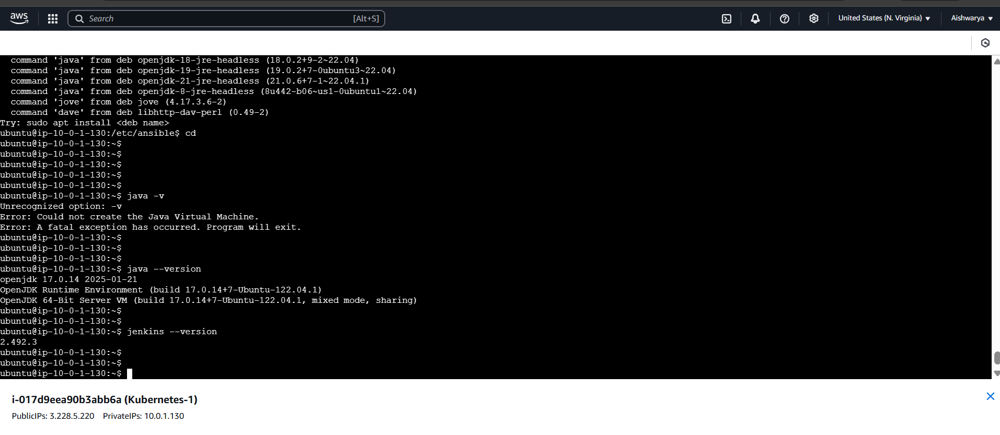 aws
Search [Alt+S] United States (N. Virginia) Aishwarya
command 'java' from deb openjdk-18-jre-headless (18.0.2+9-2~22.04)
command 'java' from deb openjdk-19-jre-headless (19.0.2+7-0ubuntu3~22.04)
command 'java' from deb openjdk-21-jre-headless (21.0.6+7-1~22.04.1)
command 'java' from deb openjdk-8-jre-headless (8u442-b06~us1-0ubuntu1~22.04)
command 'jove' from deb jove (4.17.3.6-2)
command 'dave' from deb libhttp-dav-perl (0.49-2)
Try: sudo apt install <deb name>
ubuntu@ip-10-0-1-130:/etc/ansible$ cd
ubuntu@ip-10-0-1-130:~$
ubuntu@ip-10-0-1-130:~$
ubuntu@ip-10-0-1-130:~$
ubuntu@ip-10-0-1-130:~$
ubuntu@ip-10-0-1-130:~$
ubuntu@ip-10-0-1-130:~$ java -v
Unrecognized option: -v
Error: Could not create the Java Virtual Machine.
Error: A fatal exception has occurred. Program will exit.
ubuntu@ip-10-0-1-130:~$
ubuntu@ip-10-0-1-130:~$
ubuntu@ip-10-0-1-130:~$
ubuntu@ip-10-0-1-130:~$ java --version
openjdk 17.0.14 2025-01-21
OpenJDK Runtime Environment (build 17.0.14+7-Ubuntu-122.04.1)
OpenJDK 64-Bit Server VM (build 17.0.14+7-Ubuntu-122.04.1, mixed mode, sharing)
ubuntu@ip-10-0-1-130:~$
ubuntu@ip-10-0-1-130:~$
ubuntu@ip-10-0-1-130:~$ jenkins --version
2.492.3
ubuntu@ip-10-0-1-130:~$
ubuntu@ip-10-0-1-130:~$
ubuntu@ip-10-0-1-130:~$
i-017d9eea90b3abb6a (Kubernetes-1)
PublicIPs: 3.228.5.220 PrivateIPs: 10.0.1.130